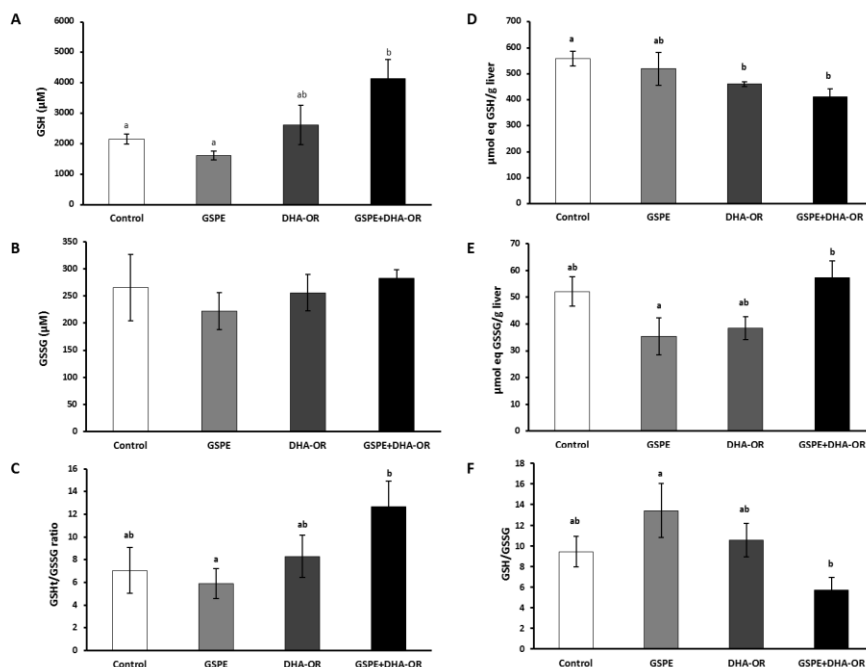 A
GSH (μM)
6000
5000
4000
3000
2000
1000
0
a
a
ab
b
Control
GSPE
DHA-OR
GSPE+DHA-OR
B
GSSG (μM)
350
300
250
200
150
100
50
0
Control
GSPE
DHA-OR
GSPE+DHA-OR
C
GSHt/GSSG ratio
16
14
12
10
8
6
4
2
0
ab
a
ab
b
Control
GSPE
DHA-OR
GSPE+DHA-OR
D
μmol eq GSH/g liver
700
600
500
400
300
200
100
0
a
ab
b
b
Control
GSPE
DHA-OR
GSPE+DHA-OR
E
μmol eq GSSG/g liver
70
60
50
40
30
20
10
0
ab
a
ab
b
Control
GSPE
DHA-OR
GSPE+DHA-OR
F
GSH/GSSG
18
16
14
12
10
8
6
4
2
0
ab
a
ab
b
Control
GSPE
DHA-OR
GSPE+DHA-OR